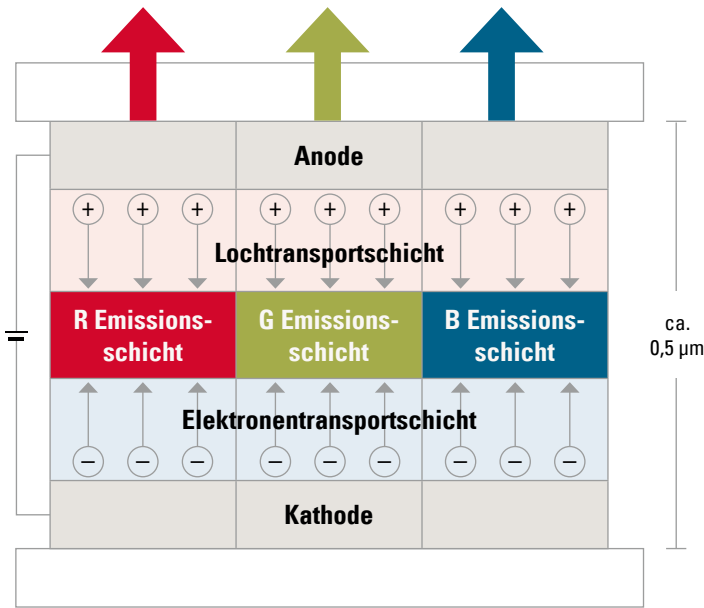 Anode
+ + + + + + + + +
Lochtransportschicht
R Emissions-
schicht
G Emissions-
schicht
B Emissions-
schicht
ca.
0,5 µm
Elektronentransportschicht
− − − − − − − − −
Kathode